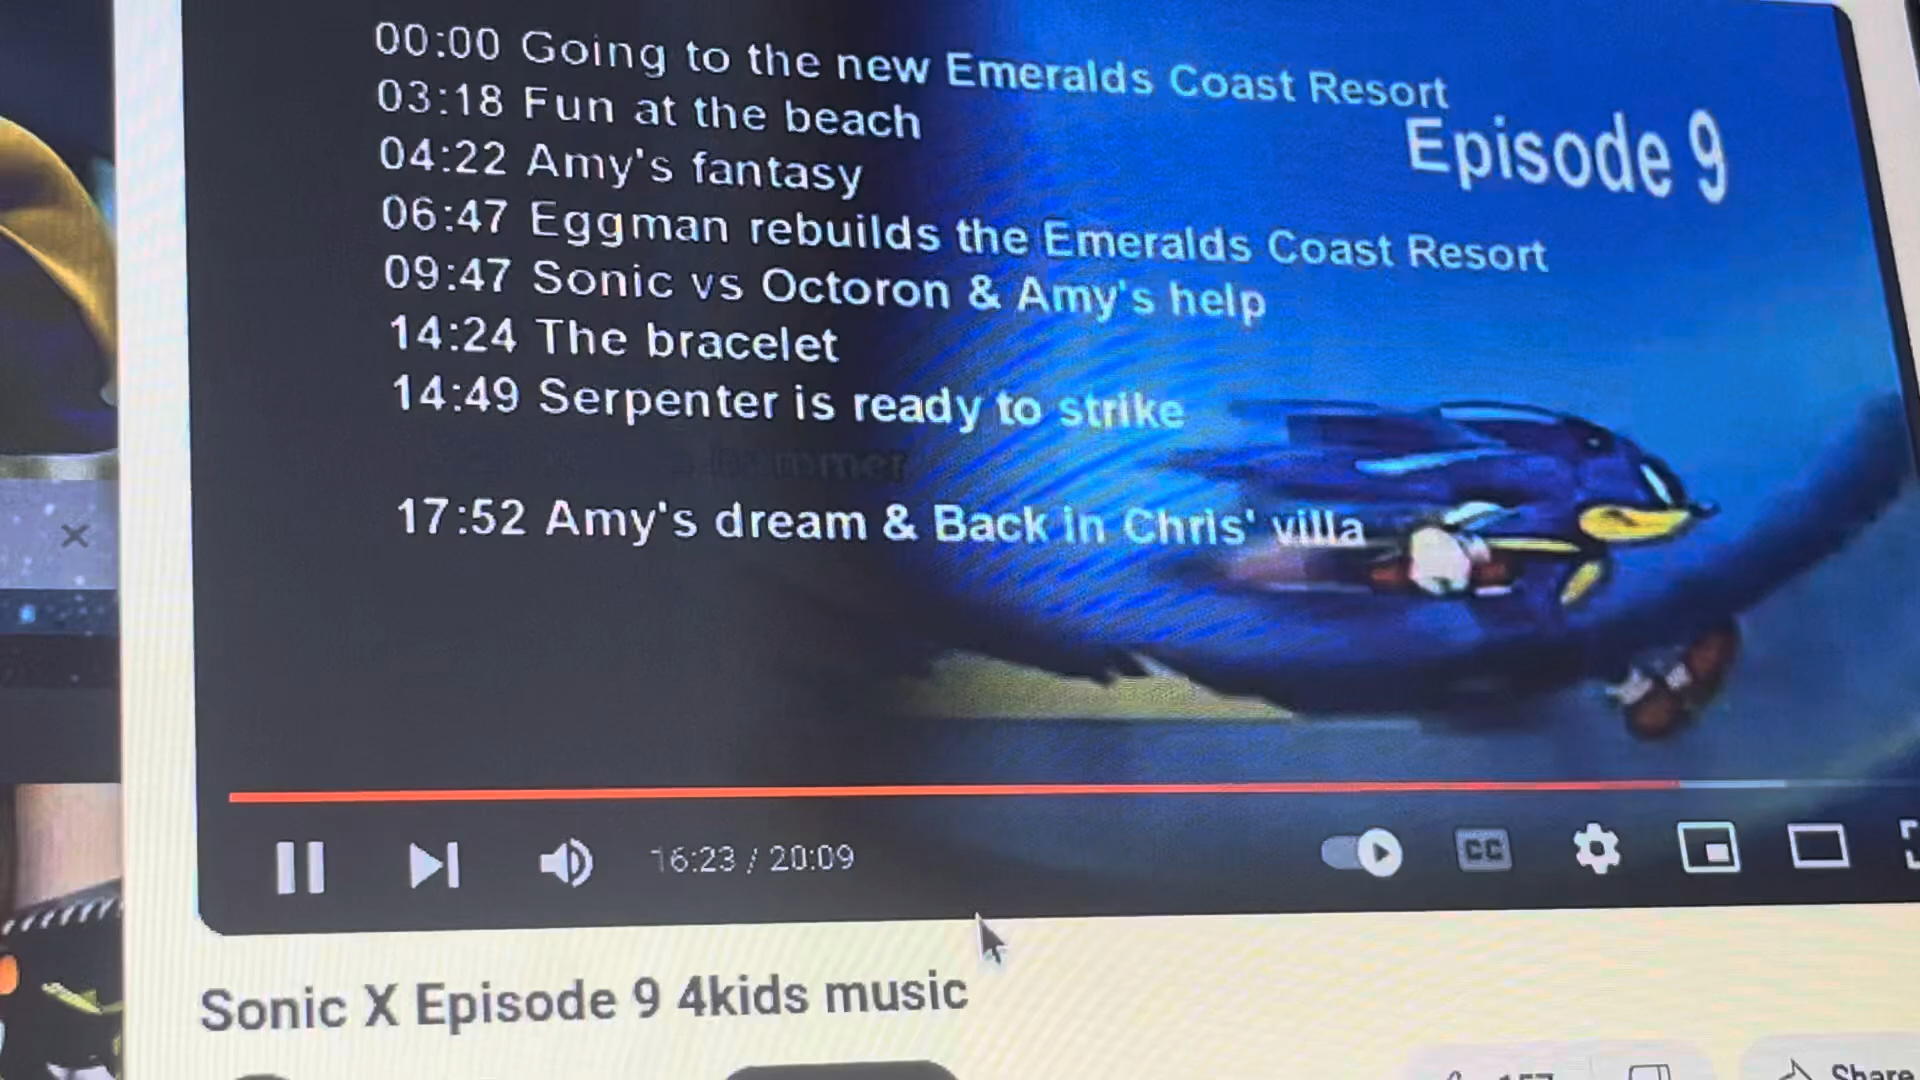 00:00 Going to the new Emeralds Coast Resort
03:18 Fun at the beach
Episode 9
04:22 Amy's fantasy
06:47 Eggman rebuilds the Emeralds Coast Resort
09:47 Sonic vs Octoron & Amy's help
14:24 The bracelet
14:49 Serpenter is ready to strike
17:52 Amy's dream & Back in Chris' villa
16:23 / 20:09
CC
Sonic X Episode 9 4kids music
Share